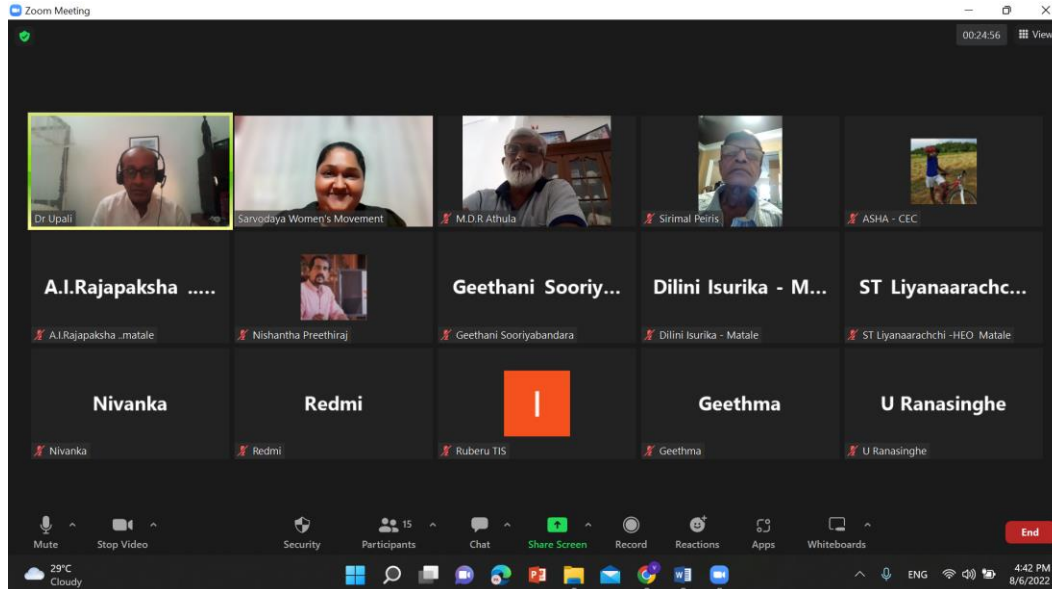 Zoom Meeting
00:24:56 View
Dr Upali
Sarvodaya Women's Movement
M.D.R Athula
Sirimal Peiris
ASHA - CEC
A.I.Rajapaksha .....
Geethani Sooriy...
Dilini Isurika - M...
ST Liyanaarachc...
A.I.Rajapaksha ..matale
Nishantha Preethiraj
Geethani Sooriyabandara
Dilini Isurika - Matale
ST Liyanaarachchi -HEO Matale
Nivanka
Redmi
I
Geethma
U Ranasinghe
Nivanka
Redmi
Ruberu TIS
Geethma
U Ranasinghe
15
Mute
Stop Video
Security
Participants
Chat
Share Screen
Record
Reactions
Apps
Whiteboards
End
29°C
Cloudy
ENG
4:42 PM
8/6/2022